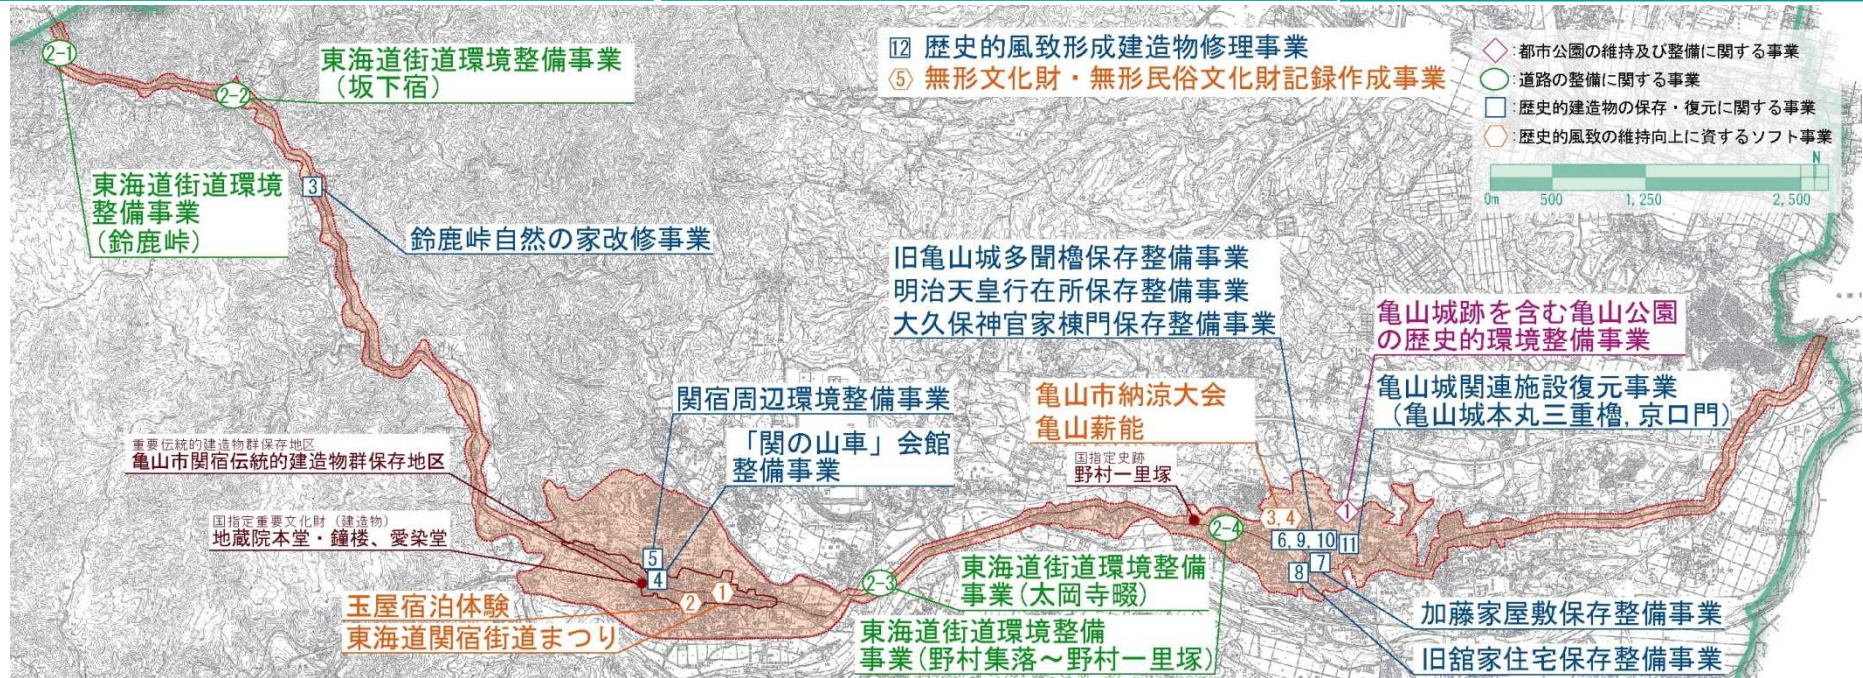 2-1
2-2
東海道街道環境整備事業
(坂下宿)
12 歴史的風致形成建造物修理事業
5 無形文化財・無形民俗文化財記録作成事業
:都市公園の維持及び整備に関する事業
:道路の整備に関する事業
:歴史的建造物の保存・復元に関する事業
:歴史的風致の維持向上に資するソフト事業
N
0m 500 1,250 2,500
東海道街道環境
整備事業
(鈴鹿峠)
3
鈴鹿峠自然の家改修事業
旧亀山城多聞櫓保存整備事業
明治天皇行在所保存整備事業
大久保神官家棟門保存整備事業
亀山城跡を含む亀山公園
の歴史的環境整備事業
亀山城関連施設復元事業
(亀山城本丸三重櫓,京口門)
関宿周辺環境整備事業
「関の山車」会館
整備事業
亀山市納涼大会
亀山薪能
国指定史跡
野村一里塚
重要伝統的建造物群保存地区
亀山市関宿伝統的建造物群保存地区
国指定重要文化財(建造物)
地蔵院本堂・鐘楼、愛染堂
5
4
2
1
玉屋宿泊体験
東海道関宿街道まつり
2-3
東海道街道環境整備
事業(太岡寺畷)
東海道街道環境整備
事業(野村集落～野村一里塚)
2-4
3,4
1
6,9,10
11
7
8
加藤家屋敷保存整備事業
旧舘家住宅保存整備事業